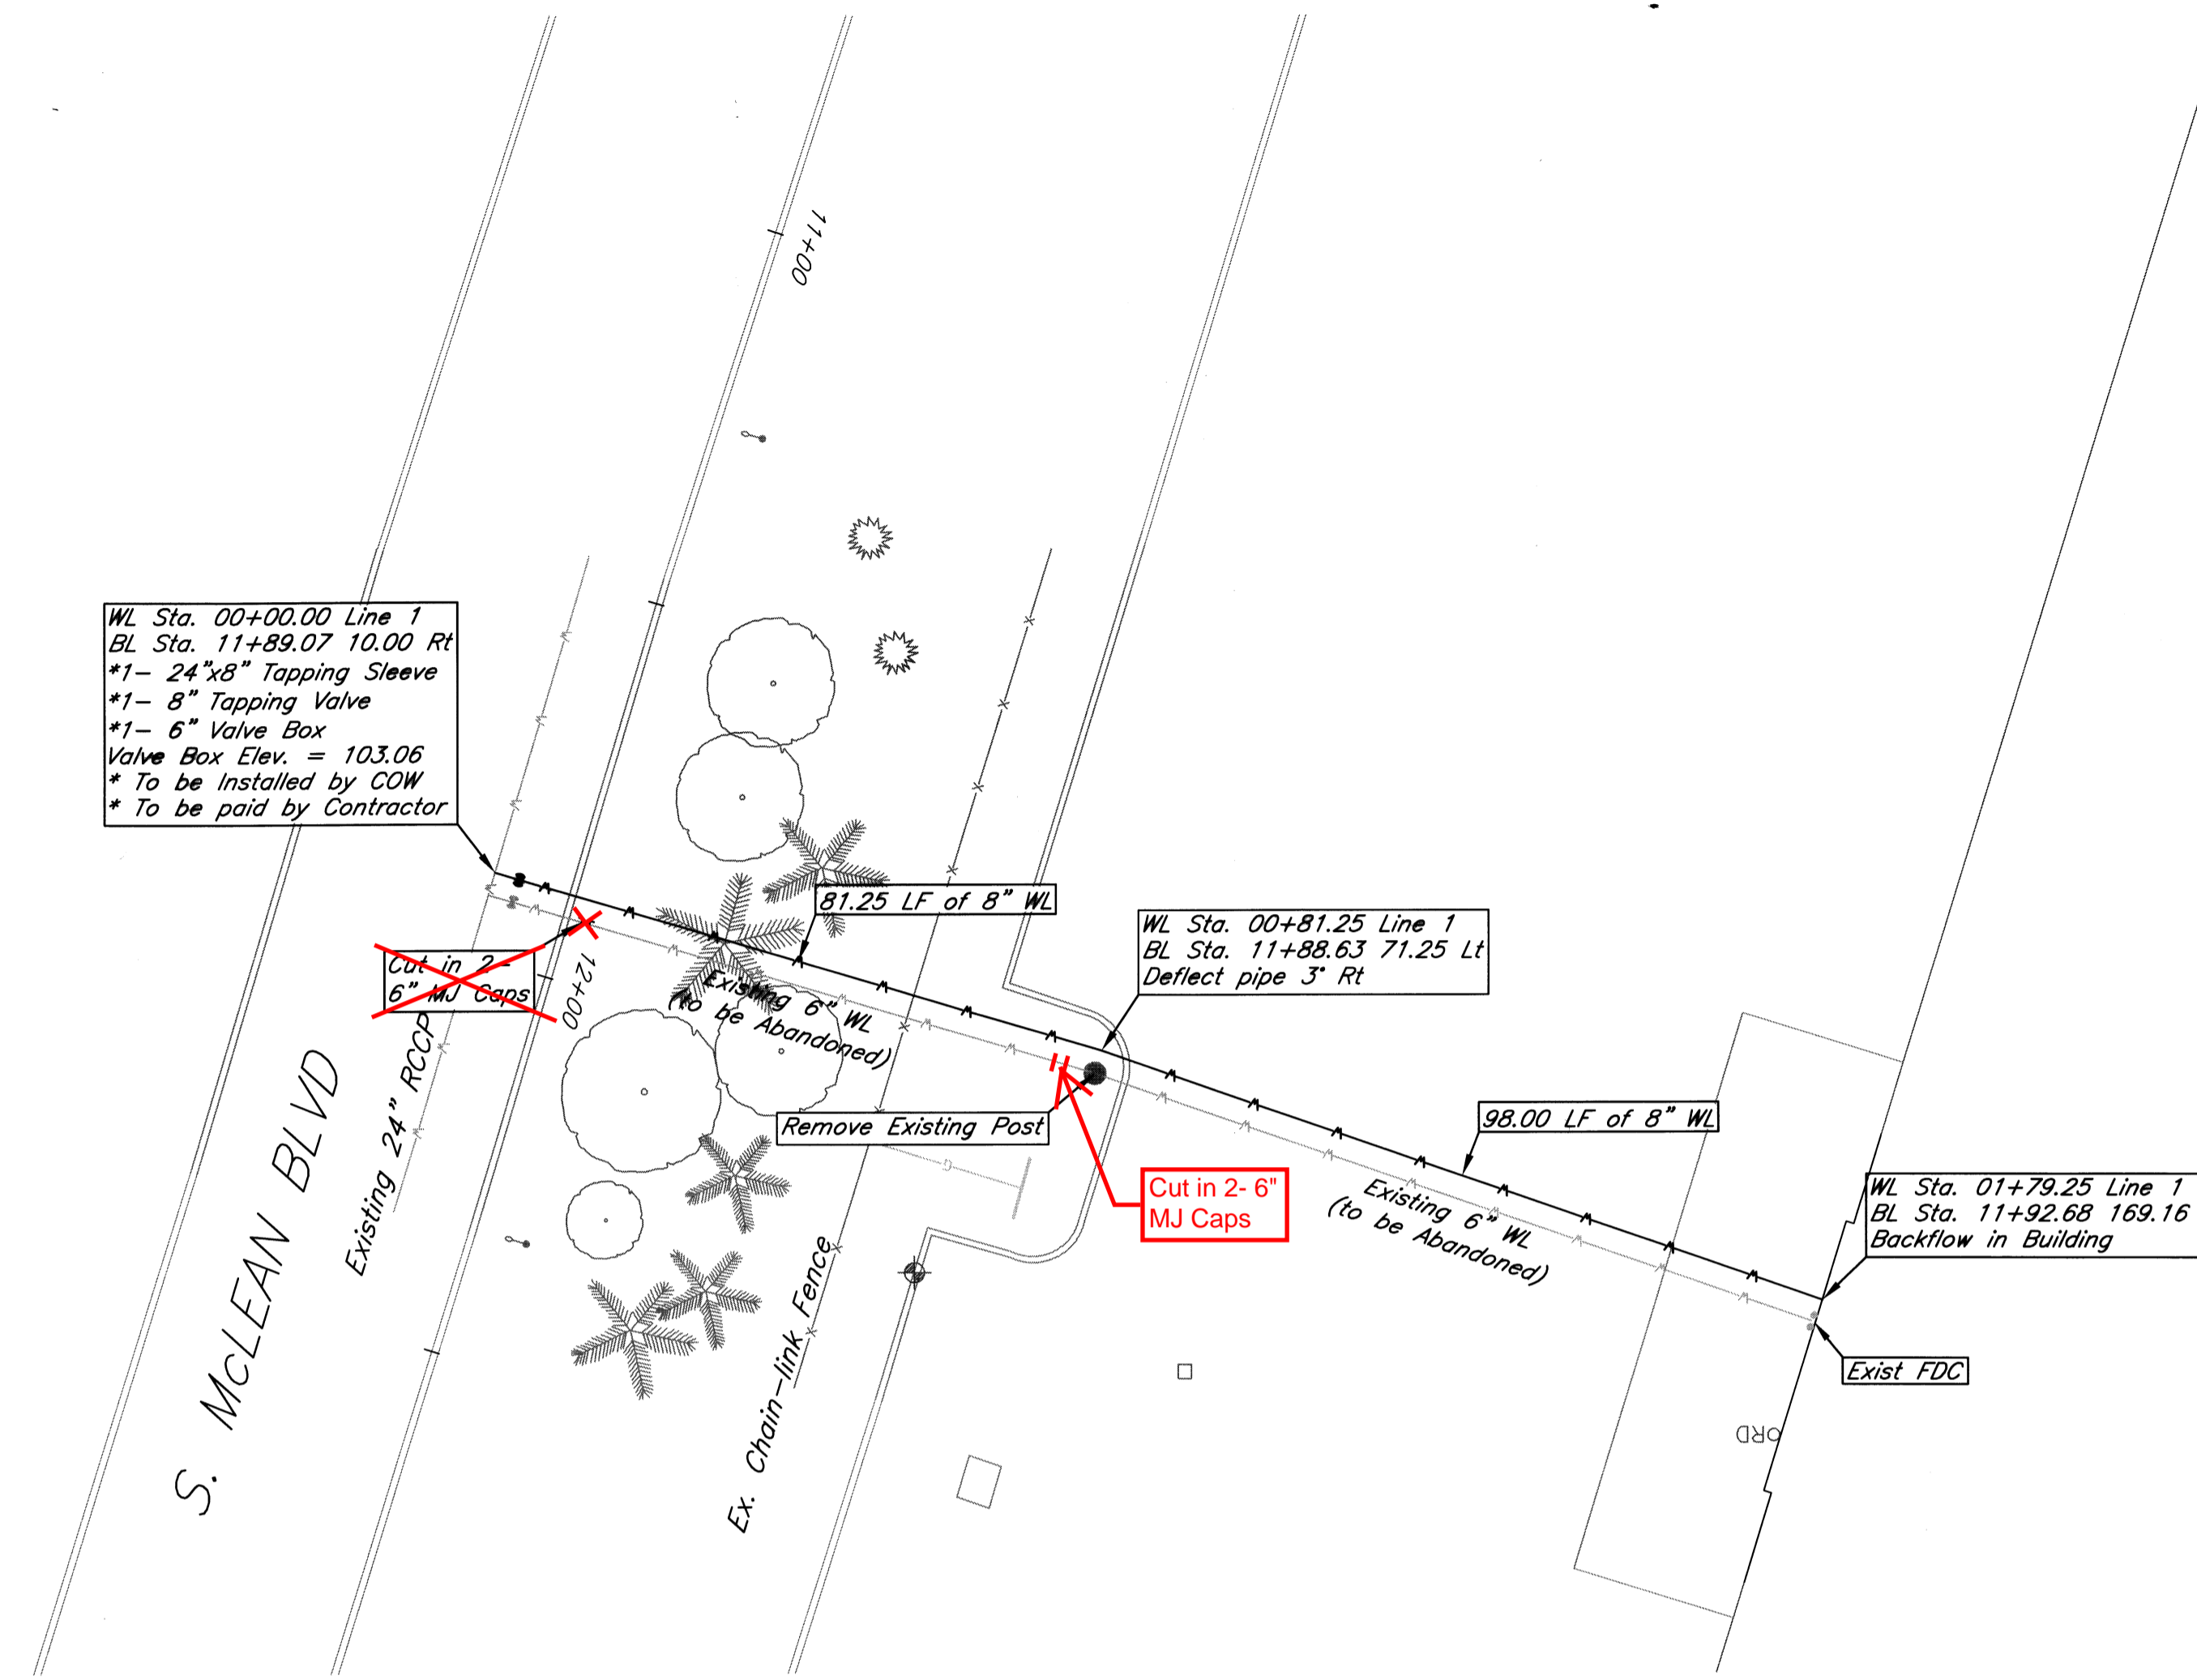 11+00
WL Sta. 00+00.00 Line 1
BL Sta. 11+89.07 10.00 Rt
*1- 24"x8" Tapping Sleeve
*1- 8" Tapping Valve
*1- 6" Valve Box
Valve Box Elev. = 103.06
* To be Installed by COW
* To be paid by Contractor
81.25 LF of 8" WL
WL Sta. 00+81.25 Line 1
BL Sta. 11+88.63 71.25 Lt
Deflect pipe 3° Rt
Cut in 2-
6" MJ Caps
12+00
Existing 6" WL
(to be Abandoned)
Remove Existing Post
98.00 LF of 8" WL
Cut in 2- 6"
MJ Caps
Existing 6" WL
(to be Abandoned)
WL Sta. 01+79.25 Line 1
BL Sta. 11+92.68 169.16
Backflow in Building
Exist FDC
S. McLEAN BLVD
Existing 24" RCCP
Ex. Chain-link Fence
G
ORD